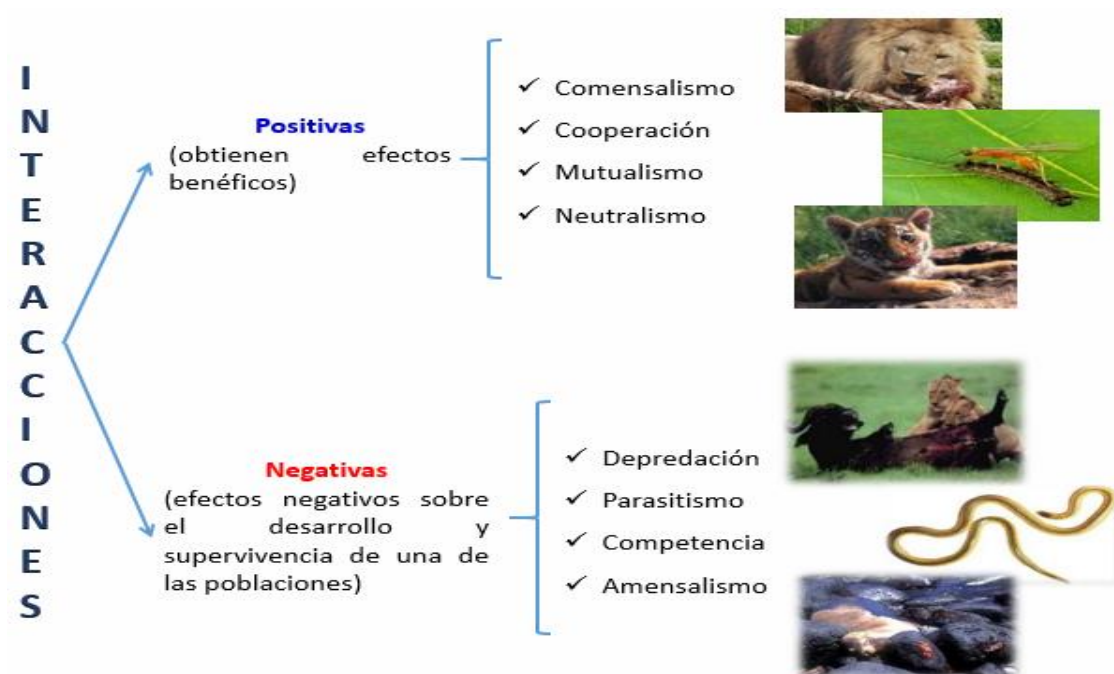 INTERACCIONES
Positivas
(obtienen efectos
benéficos)
✓ Comensalismo
✓ Cooperación
✓ Mutualismo
✓ Neutralismo
Negativas
(efectos negativos sobre
el desarrollo y
supervivencia de una de
las poblaciones)
✓ Depredación
✓ Parasitismo
✓ Competencia
✓ Amensalismo